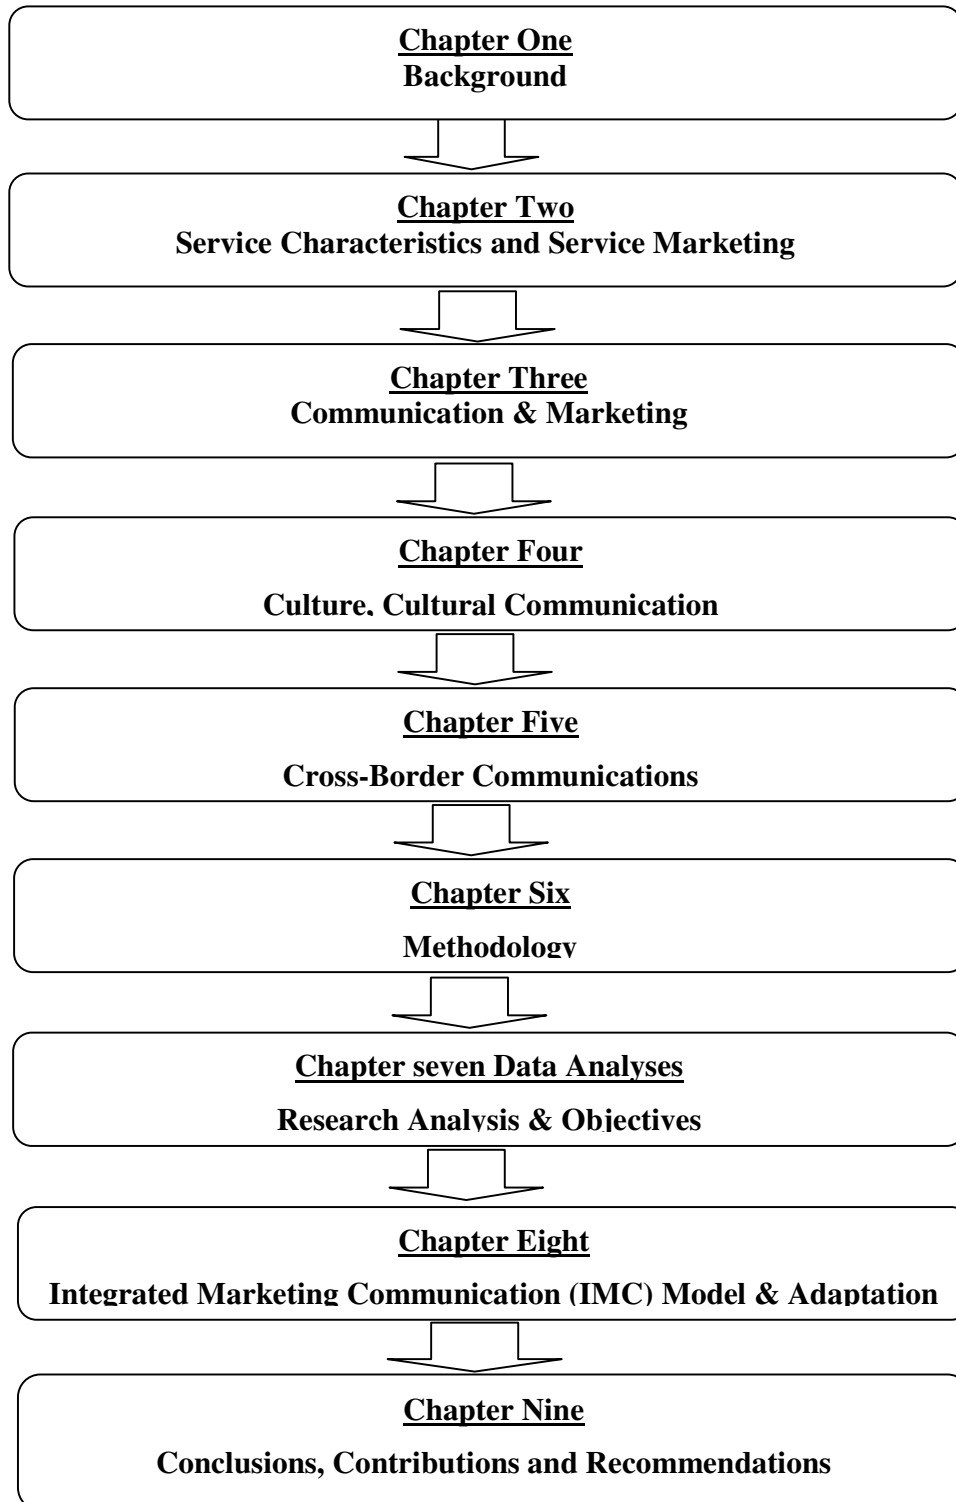 Chapter One
Background
Chapter Two
Service Characteristics and Service Marketing
Chapter Three
Communication & Marketing
Chapter Four
Culture, Cultural Communication
Chapter Five
Cross-Border Communications
Chapter Six
Methodology
Chapter seven Data Analyses
Research Analysis & Objectives
Chapter Eight
Integrated Marketing Communication (IMC) Model & Adaptation
Chapter Nine
Conclusions, Contributions and Recommendations